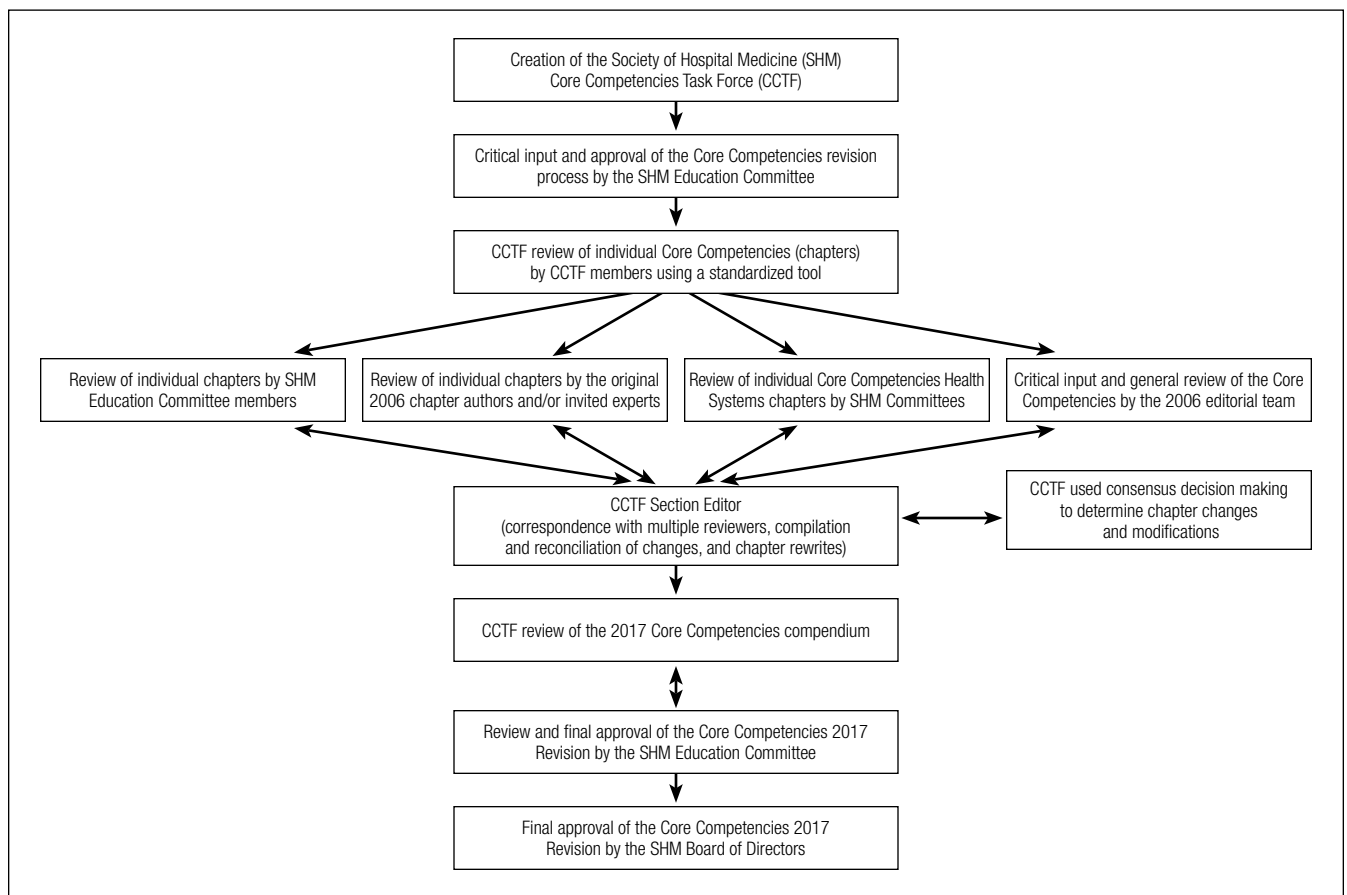 Creation of the Society of Hospital Medicine (SHM)
Core Competencies Task Force (CCTF)
Critical input and approval of the Core Competencies revision
process by the SHM Education Committee
CCTF review of individual Core Competencies (chapters)
by CCTF members using a standardized tool
Review of individual chapters by SHM
Education Committee members
Review of individual chapters by the original
2006 chapter authors and/or invited experts
Review of individual Core Competencies Health
Systems chapters by SHM Committees
Critical input and general review of the Core
Competencies by the 2006 editorial team
CCTF Section Editor
(correspondence with multiple reviewers, compilation
and reconciliation of changes, and chapter rewrites)
CCTF used consensus decision making
to determine chapter changes
and modifications
CCTF review of the 2017 Core Competencies compendium
Review and final approval of the Core Competencies 2017
Revision by the SHM Education Committee
Final approval of the Core Competencies 2017
Revision by the SHM Board of Directors